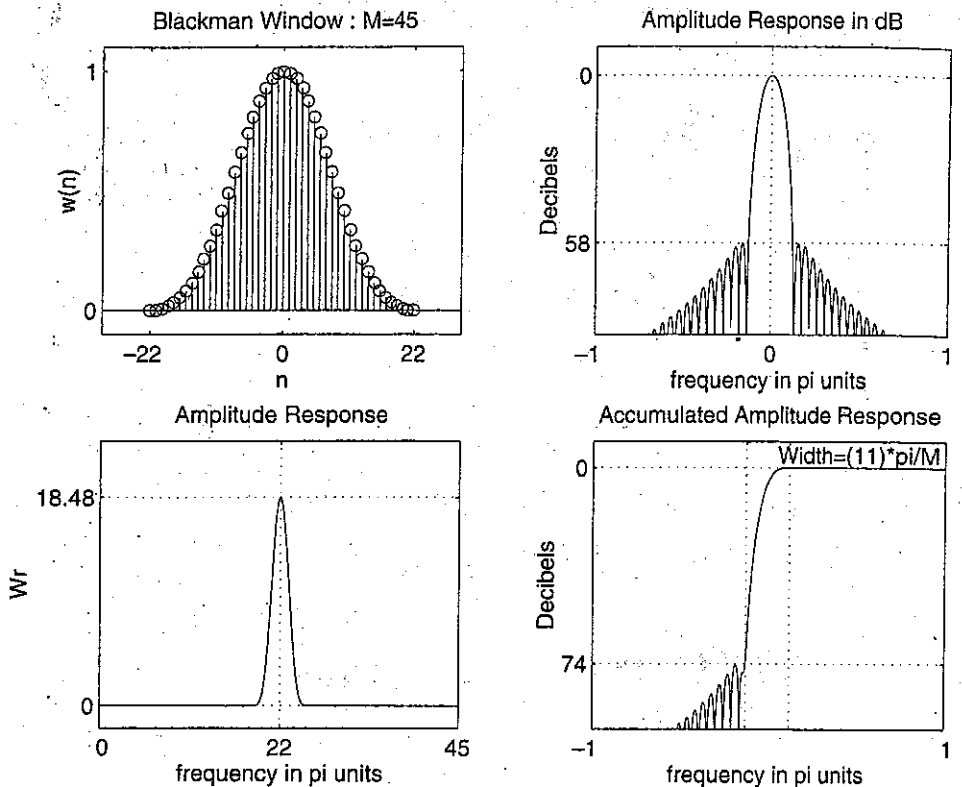 Blackman Window : M=45
1
w(n)
0
−22
0
22
n
Amplitude Response in dB
0
Decibels
58
−1
0
1
frequency in pi units
Amplitude Response
18.48
Wr
0
0
22
45
frequency in pi units
Accumulated Amplitude Response
Width=(11)*pi/M
0
Decibels
74
−1
1
frequency in pi units